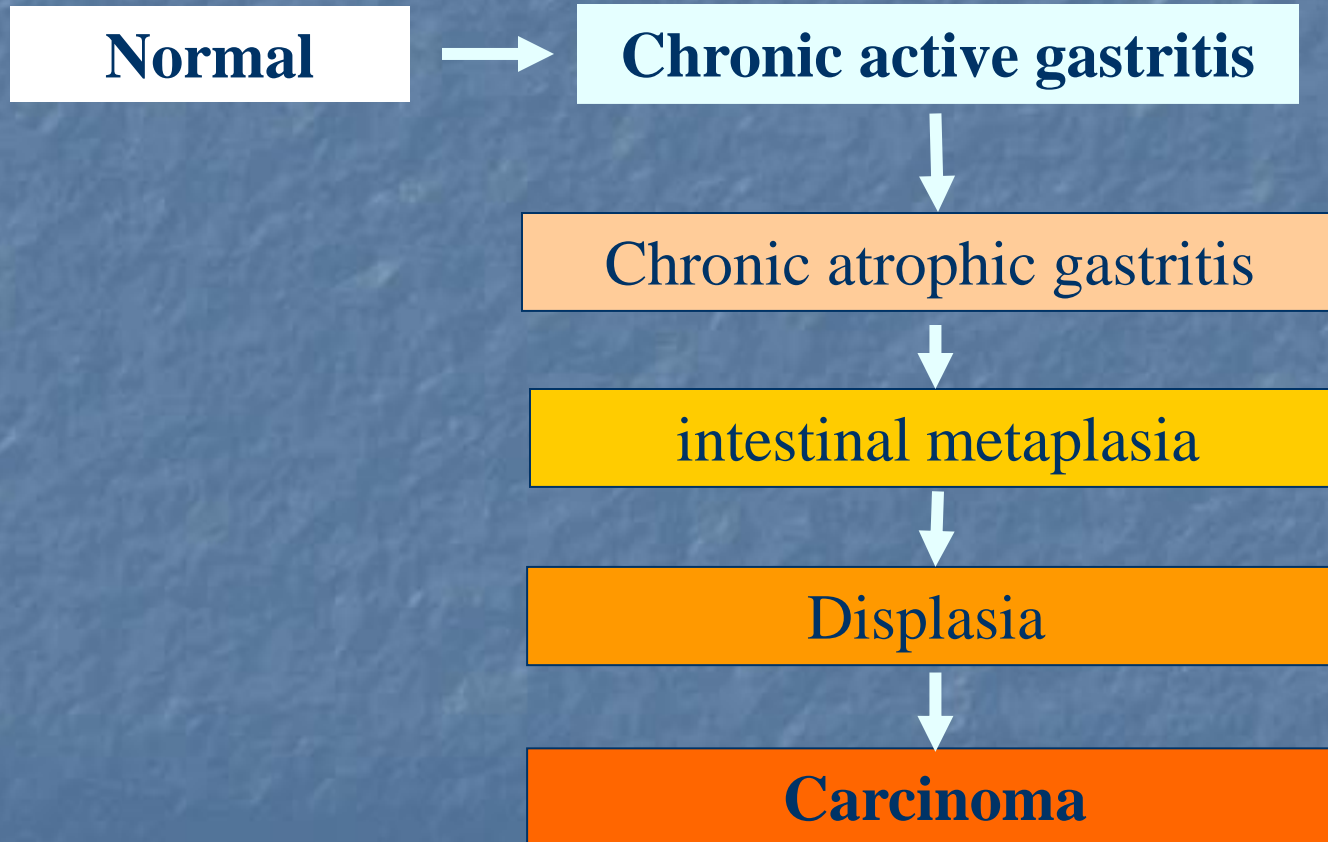 Normal
Chronic active gastritis
Chronic atrophic gastritis
intestinal metaplasia
Displasia
Carcinoma